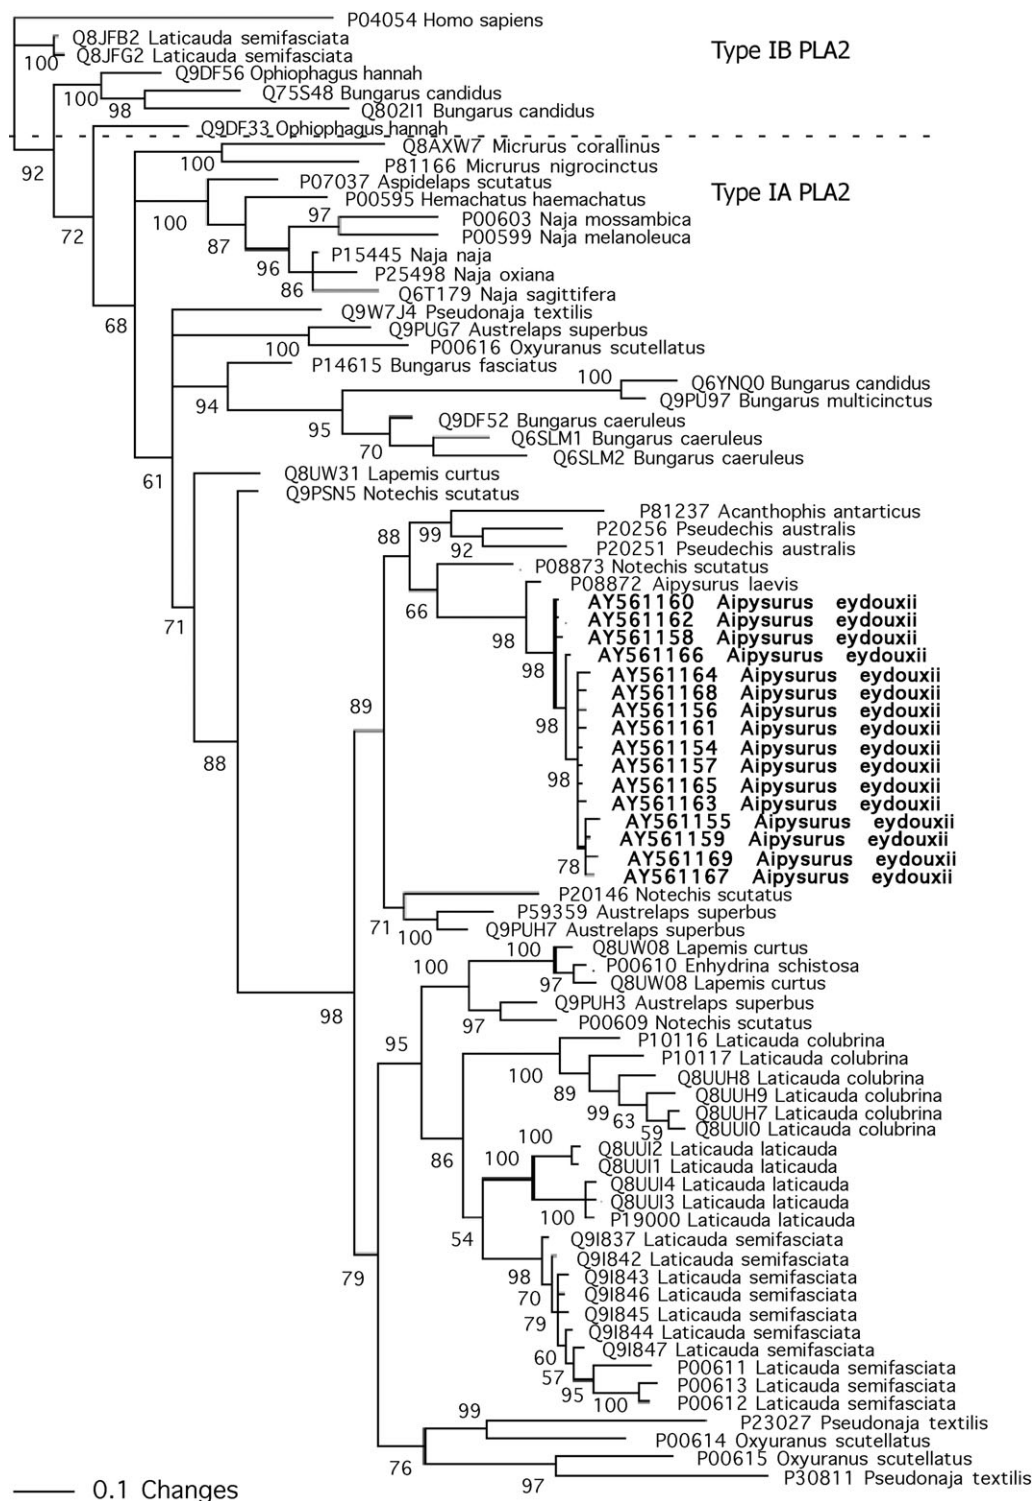 P04054 Homo sapiens
Q8JFB2 Laticauda semifasciata
Type IB PLA2
100 Q8JFG2 Laticauda semifasciata
Q9DF56 Ophiophagus hannah
100 Q75S48 Bungarus candidus
98 Q802I1 Bungarus candidus
Q9DF33 Ophiophagus hannah
Q8AXW7 Micrurus corallinus
92 100 P81166 Micrurus nigrocinctus
P07037 Aspidelaps scutatus
Type IA PLA2
P00595 Hemachatus haemachatus
100 97 P00603 Naja mossambica
72 87 P00599 Naja melanoleuca
P15445 Naja naja
96 P25498 Naja oxiana
86 Q6T179 Naja sagittifera
Q9W7J4 Pseudonaja textilis
68 Q9PUG7 Austrelaps superbus
100 P00616 Oxyuranus scutellatus
P14615 Bungarus fasciatus
100 Q6YNQ0 Bungarus candidus
94 Q9PU97 Bungarus multicinctus
Q9DF52 Bungarus caeruleus
95 Q6SLM1 Bungarus caeruleus
70 Q6SLM2 Bungarus caeruleus
61 Q8UW31 Lapemis curtus
Q9PSN5 Notechis scutatus
P81237 Acanthophis antarticus
88 99 P20256 Pseudechis australis
92 P20251 Pseudechis australis
P08873 Notechis scutatus
P08872 Aipysurus laevis
AY561160 Aipysurus eydouxii
66 AY561162 Aipysurus eydouxii
71 98 AY561158 Aipysurus eydouxii
98 AY561166 Aipysurus eydouxii
AY561164 Aipysurus eydouxii
AY561168 Aipysurus eydouxii
89 AY561156 Aipysurus eydouxii
98 AY561161 Aipysurus eydouxii
AY561154 Aipysurus eydouxii
88 AY561157 Aipysurus eydouxii
98 AY561165 Aipysurus eydouxii
AY561163 Aipysurus eydouxii
AY561155 Aipysurus eydouxii
AY561159 Aipysurus eydouxii
78 AY561169 Aipysurus eydouxii
AY561167 Aipysurus eydouxii
P20146 Notechis scutatus
71 P59359 Austrelaps superbus
100 Q9PUH7 Austrelaps superbus
100 Q8UW08 Lapemis curtus
100 P00610 Enhydrina schistosa
97 Q8UW08 Lapemis curtus
Q9PUH3 Austrelaps superbus
98 97 P00609 Notechis scutatus
95 P10116 Laticauda colubrina
P10117 Laticauda colubrina
100 Q8UUH8 Laticauda colubrina
89 Q8UUH9 Laticauda colubrina
99 63 Q8UUH7 Laticauda colubrina
59 Q8UUI0 Laticauda colubrina
100 Q8UUI2 Laticauda laticauda
86 100 Q8UUI1 Laticauda laticauda
Q8UUI4 Laticauda laticauda
Q8UUI3 Laticauda laticauda
100 P19000 Laticauda laticauda
54 Q9I837 Laticauda semifasciata
Q9I842 Laticauda semifasciata
79 98 Q9I843 Laticauda semifasciata
70 Q9I846 Laticauda semifasciata
79 Q9I845 Laticauda semifasciata
Q9I844 Laticauda semifasciata
60 Q9I847 Laticauda semifasciata
57 P00611 Laticauda semifasciata
95 P00613 Laticauda semifasciata
100 P00612 Laticauda semifasciata
99 P23027 Pseudonaja textilis
P00614 Oxyuranus scutellatus
76 P00615 Oxyuranus scutellatus
97 P30811 Pseudonaja textilis
0.1 Changes